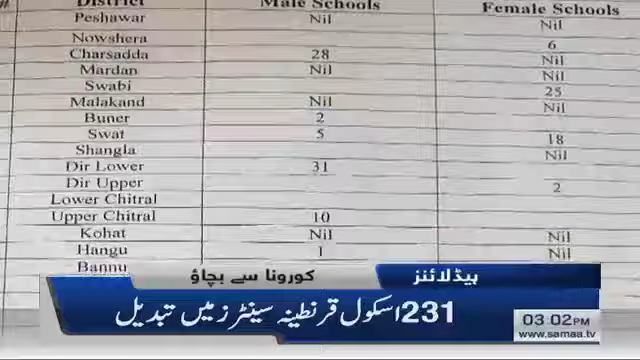 # District Male Schools Female Schools
Peshawar Nil Nil
Nowshera 6
Charsadda 28 Nil
Mardan Nil Nil
Swabi 25
Malakand Nil Nil
Buner 2
Swat 5 18
Shangla Nil
Dir Lower 31
Dir Upper 2
Lower Chitral
Upper Chitral 10
Kohat Nil Nil
Hangu 1 Nil
Bannu
ہیڈلائنز کورونا سے بچاؤ
231 اسکول قرنطینہ سینٹرز میں تبدیل
03:02PM
www.samaa.tv